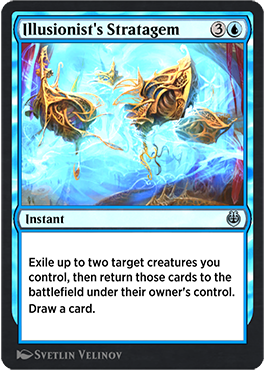 Illusionist's Stratagem 3
Instant
Exile up to two target creatures you
control, then return those cards to the
battlefield under their owner's control.
Draw a card.
SVETLIN VELINOV